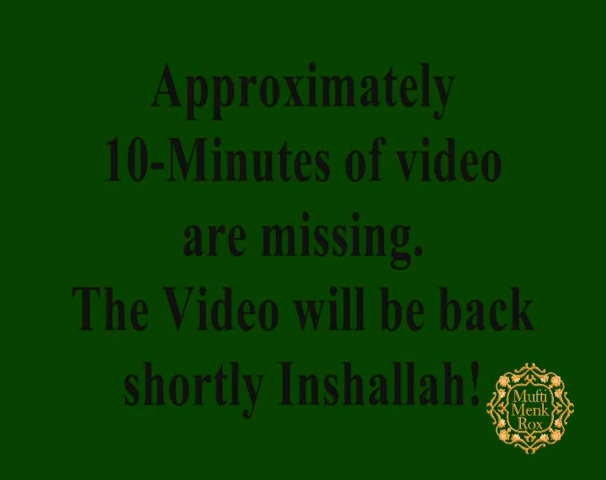 Approximately
10-Minutes of video
are missing.
The Video will be back
shortly Inshallah!
Mufti
Menk
Rox